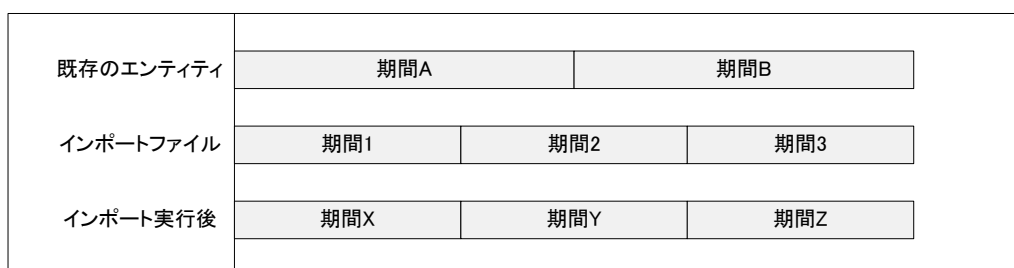 既存のエンティティ 期間A 期間B
インポートファイル 期間1 期間2 期間3
インポート実行後 期間X 期間Y 期間Z